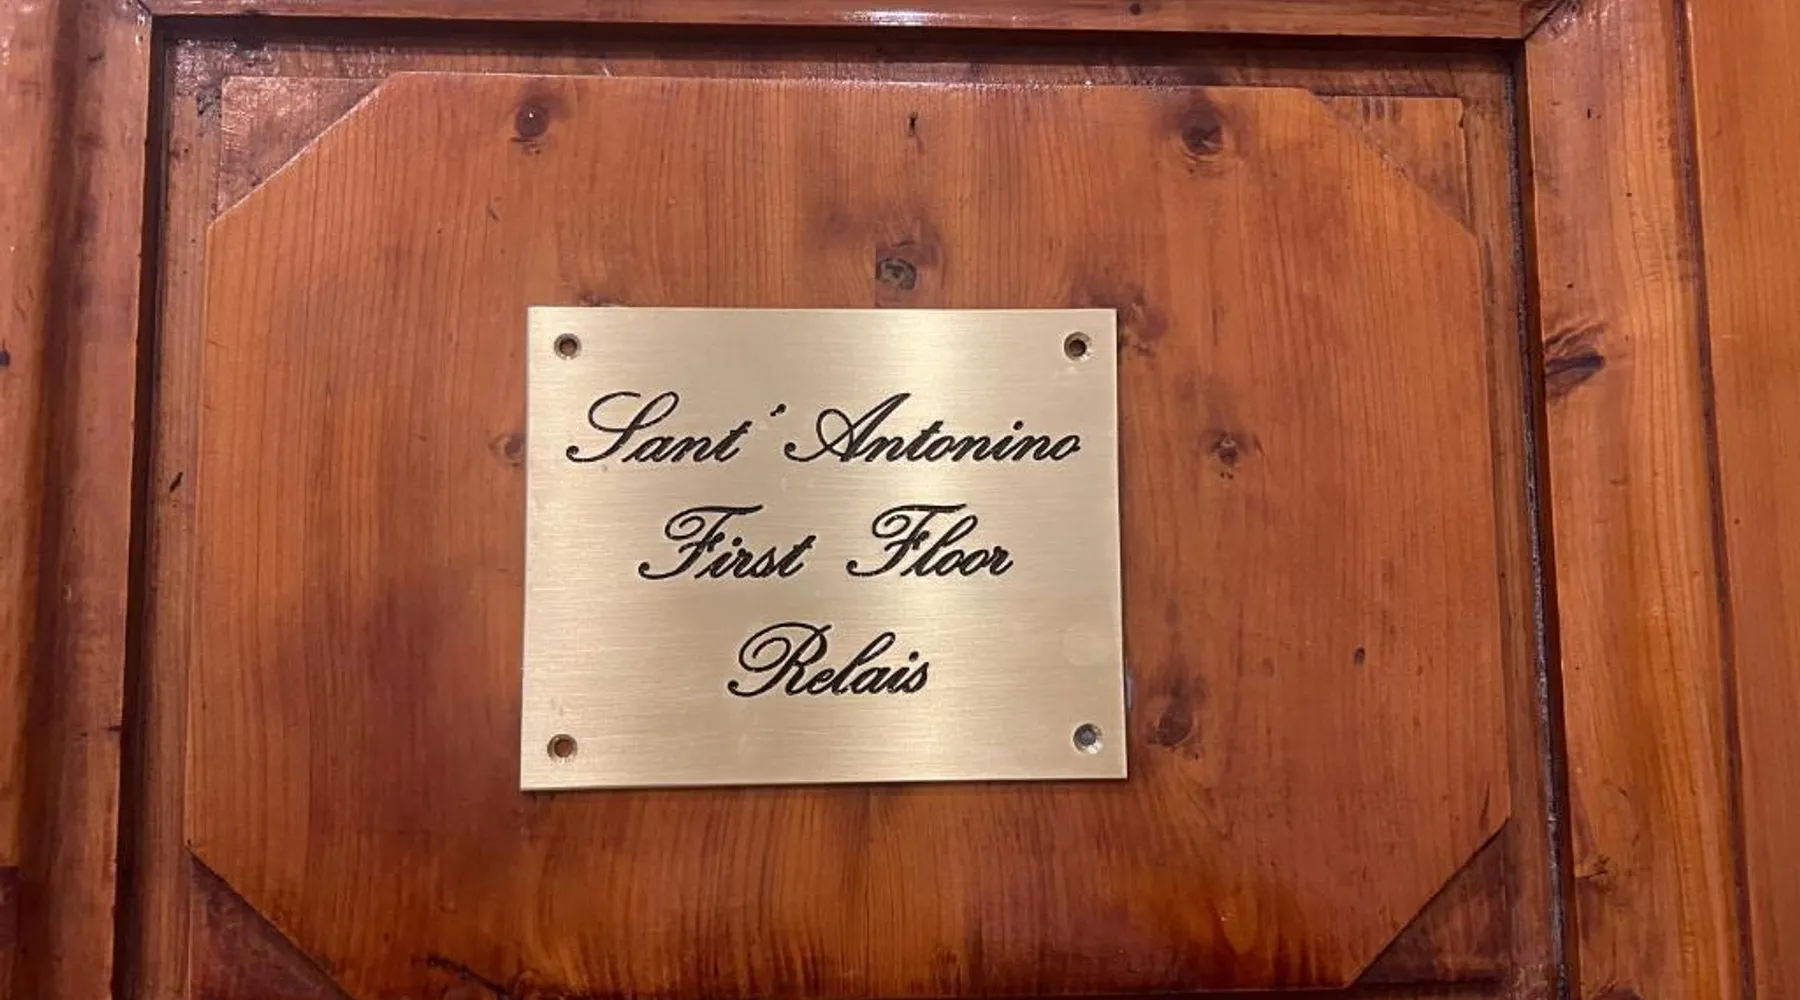 Sant' Antonino
First Floor
Relais